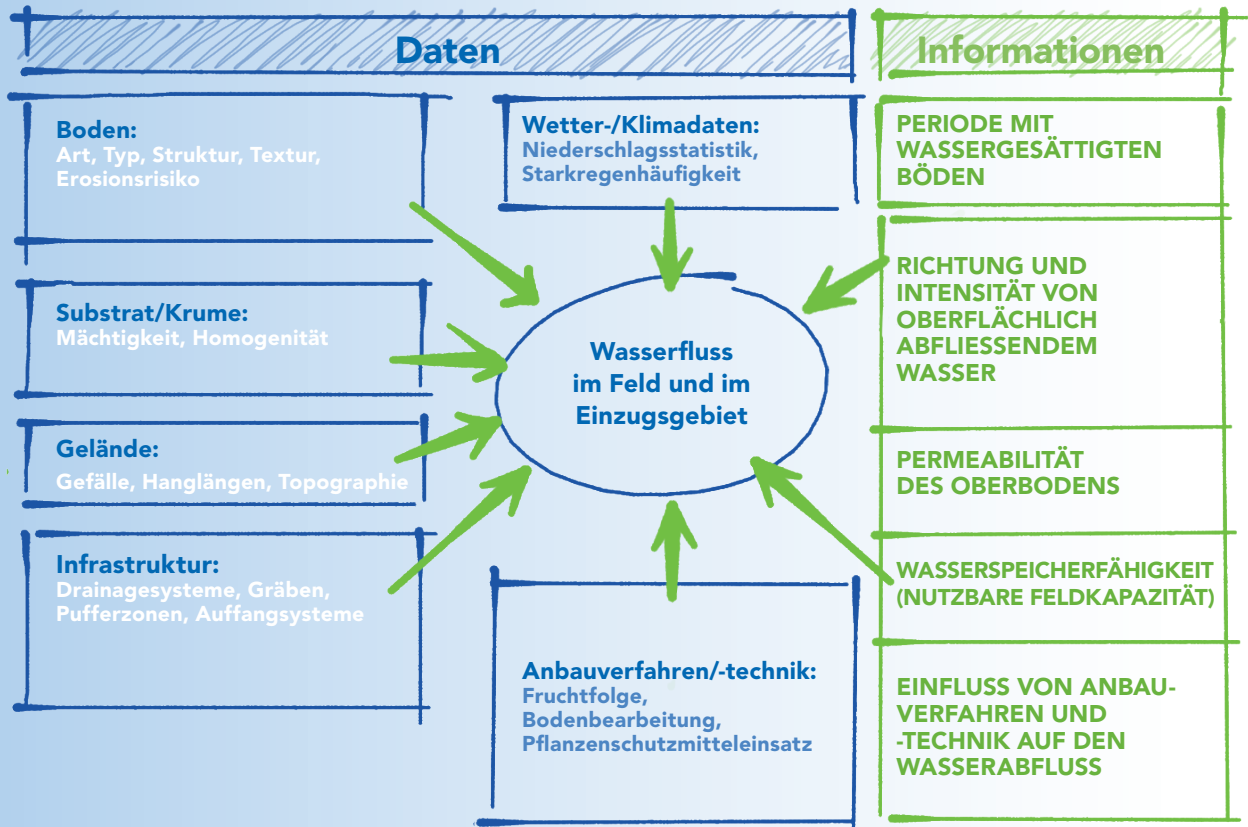 Daten
Informationen
Boden:
Art, Typ, Struktur, Textur,
Erosionsrisiko
Wetter-/Klimadaten:
Niederschlagsstatistik,
Starkregenhäufigkeit
PERIODE MIT
WASSERGESÄTTIGTEN
BÖDEN
Substrat/Krume:
Mächtigkeit, Homogenität
Wasserfluss
im Feld und im
Einzugsgebiet
RICHTUNG UND
INTENSITÄT VON
OBERFLÄCHLICH
ABFLIESSENDEM
WASSER
Gelände:
Gefälle, Hanglängen, Topographie
PERMEABILITÄT
DES OBERBODENS
Infrastruktur:
Drainagesysteme, Gräben,
Pufferzonen, Auffangsysteme
WASSERSPEICHERFÄHIGKEIT
(NUTZBARE FELDKAPAZITÄT)
Anbauverfahren/-technik:
Fruchtfolge,
Bodenbearbeitung,
Pflanzenschutzmitteleinsatz
EINFLUSS VON ANBAU-
VERFAHREN UND
-TECHNIK AUF DEN
WASSERABFLUSS